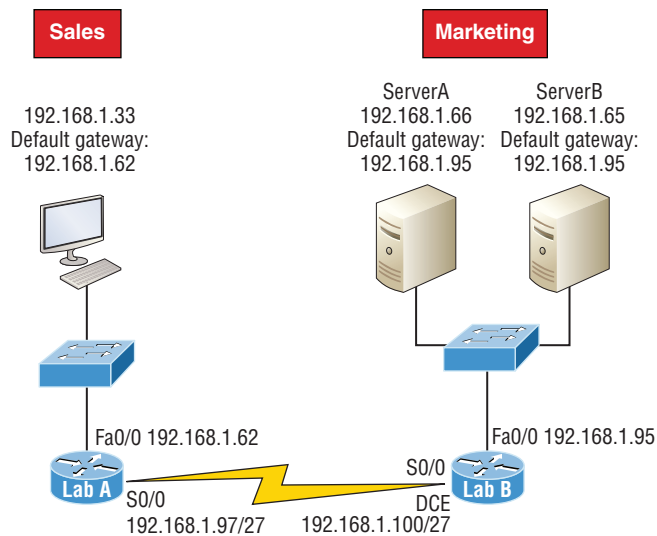 Sales
Marketing
192.168.1.33
Default gateway:
192.168.1.62
ServerA
192.168.1.66
Default gateway:
192.168.1.95
ServerB
192.168.1.65
Default gateway:
192.168.1.95
Fa0/0 192.168.1.62
Fa0/0 192.168.1.95
Lab A
S0/0
192.168.1.97/27
S0/0
DCE
192.168.1.100/27
Lab B